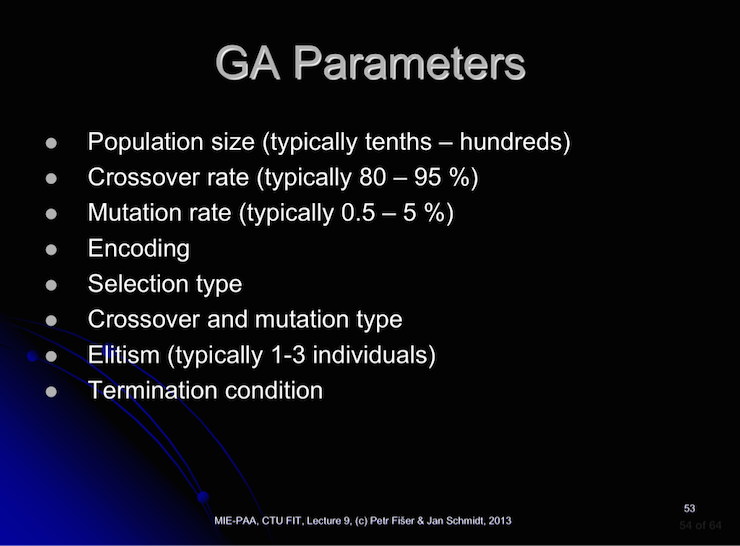 GA Parameters
Population size (typically tenths – hundreds)
Crossover rate (typically 80 – 95 %)
Mutation rate (typically 0.5 – 5 %)
Encoding
Selection type
Crossover and mutation type
Elitism (typically 1-3 individuals)
Termination condition
53
MIE-PAA, CTU FIT, Lecture 9, (c) Petr Fišer & Jan Schmidt, 2013
54 of 64